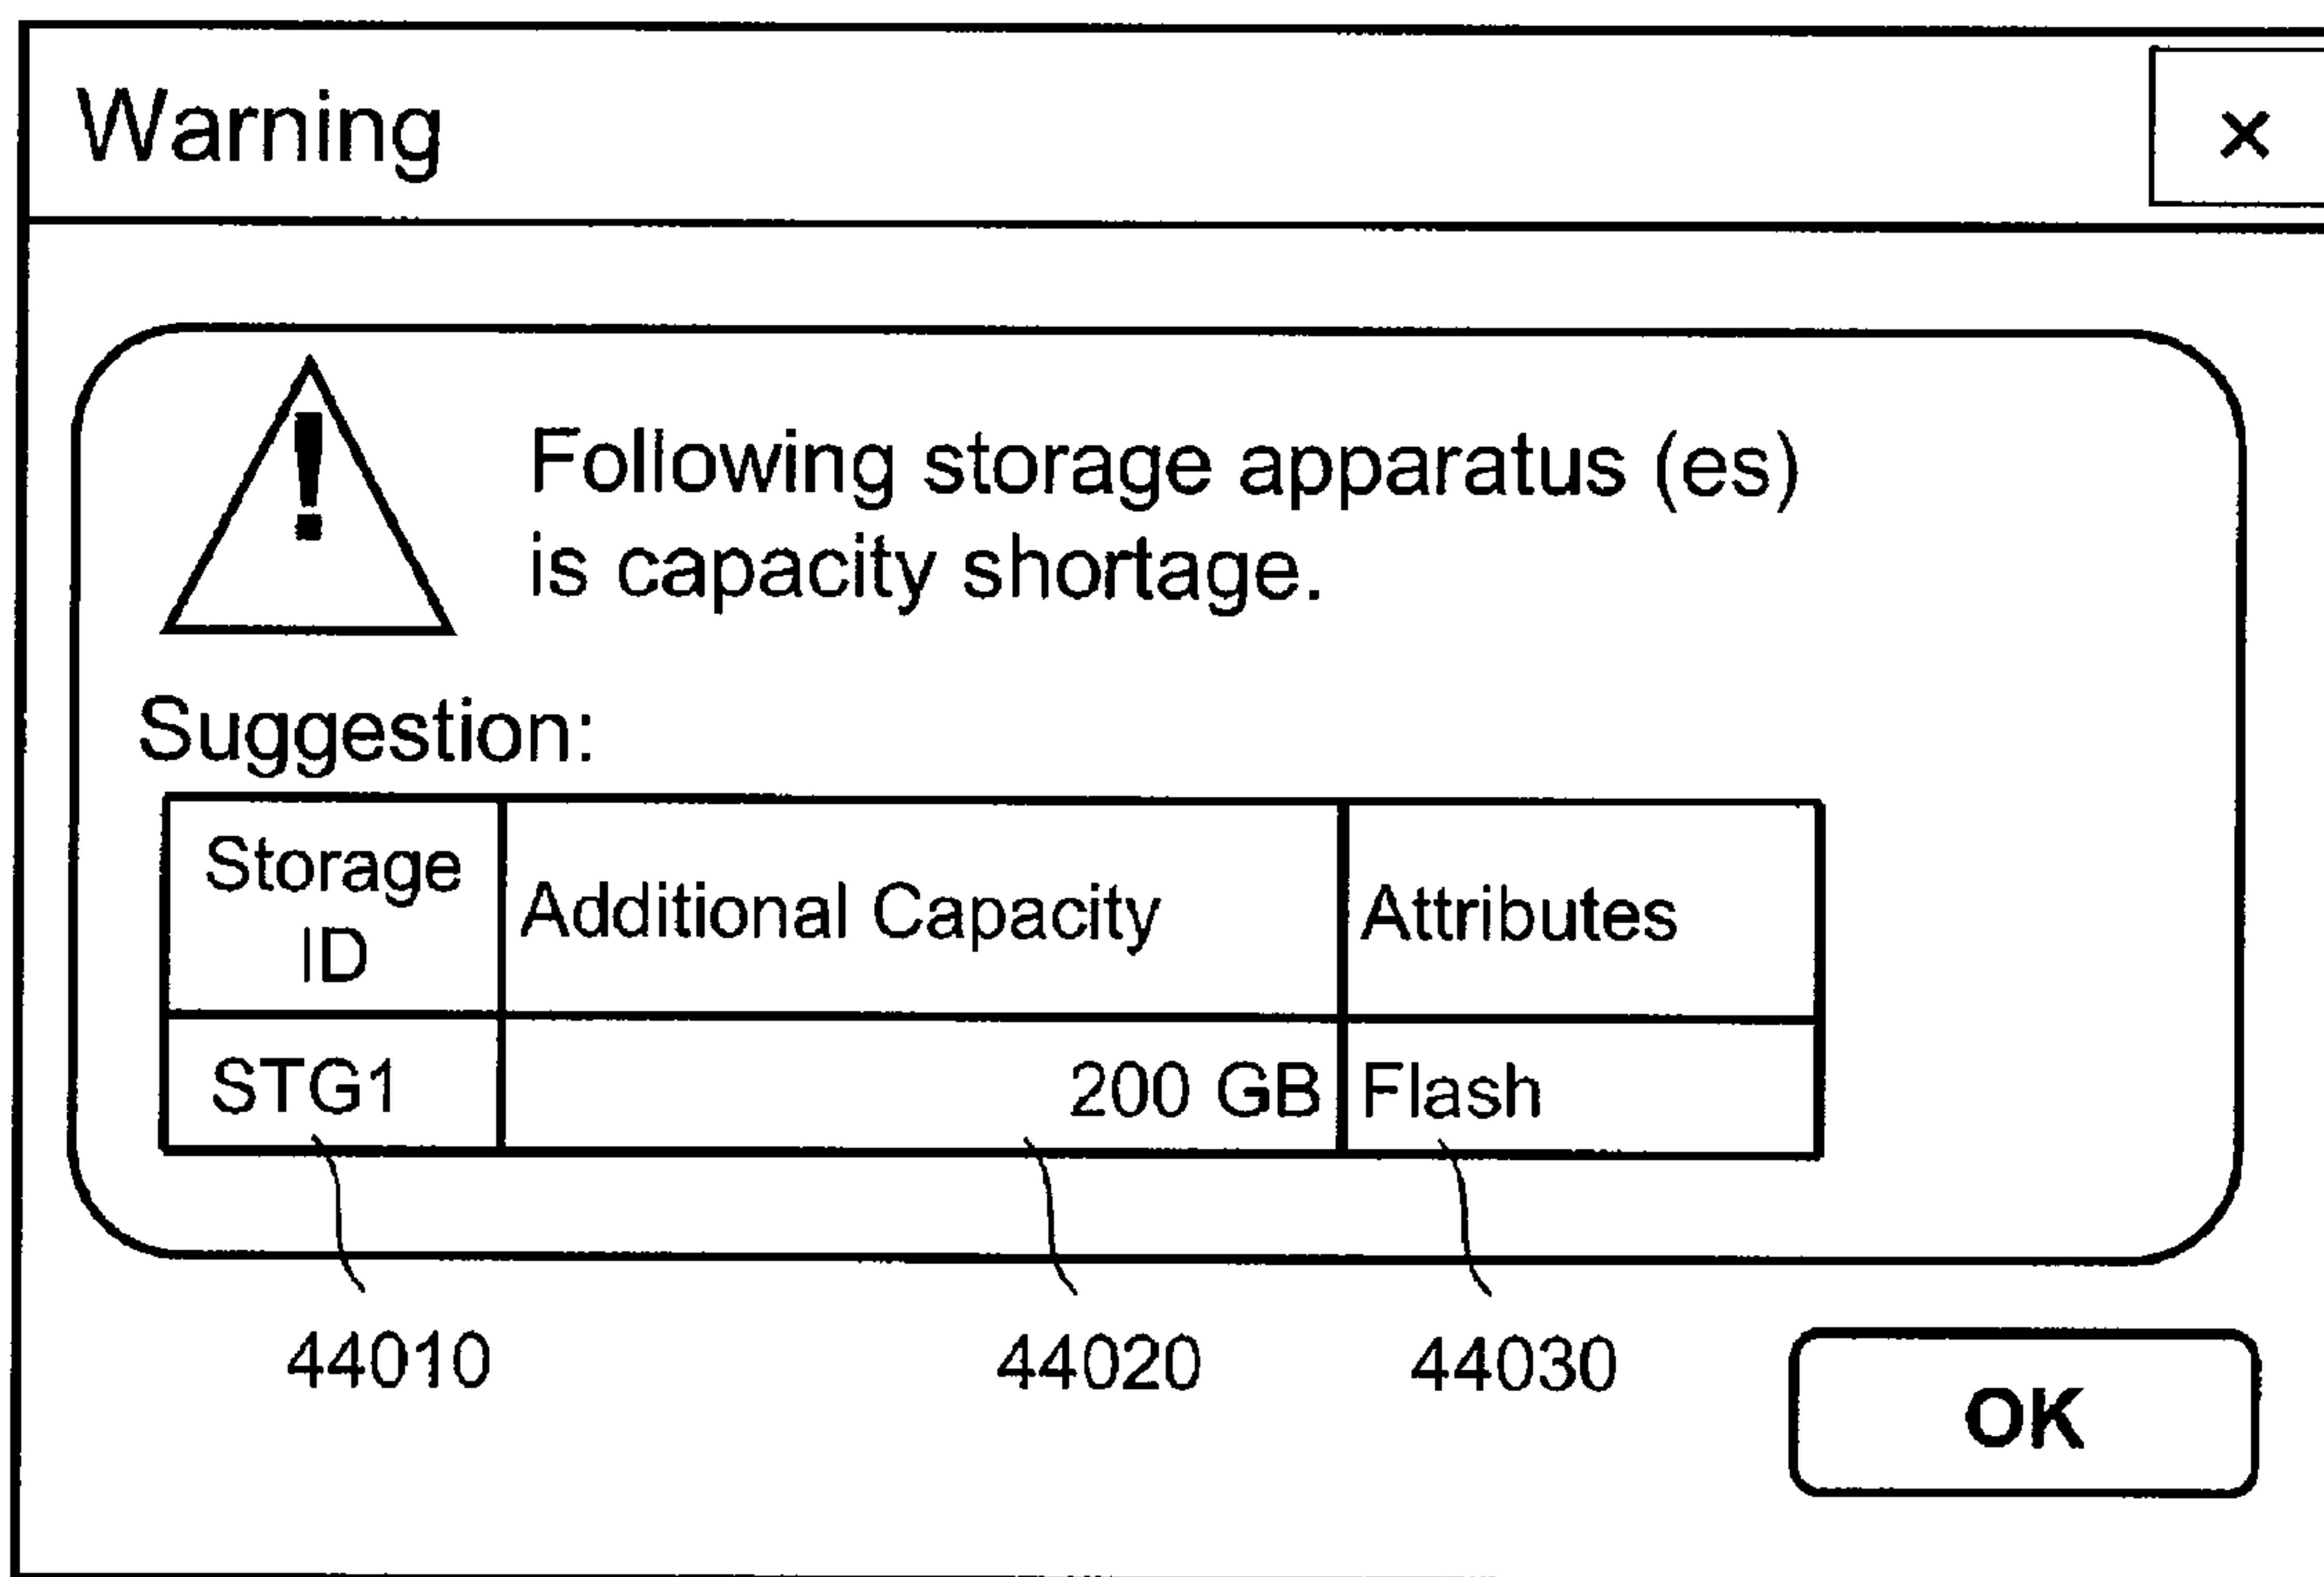 Warning
×
!
Following storage apparatus (es)
is capacity shortage.
Suggestion:
Storage
ID
Additional Capacity
Attributes
STG1
200 GB
Flash
44010
44020
44030
OK